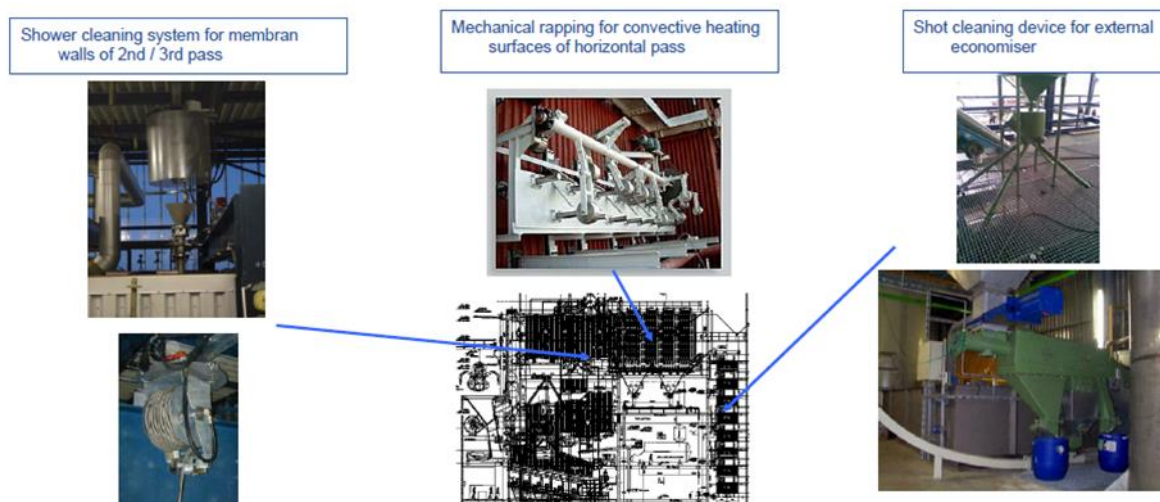 Shower cleaning system for membran
walls of 2nd / 3rd pass
Mechanical rapping for convective heating
surfaces of horizontal pass
Shot cleaning device for external
economiser